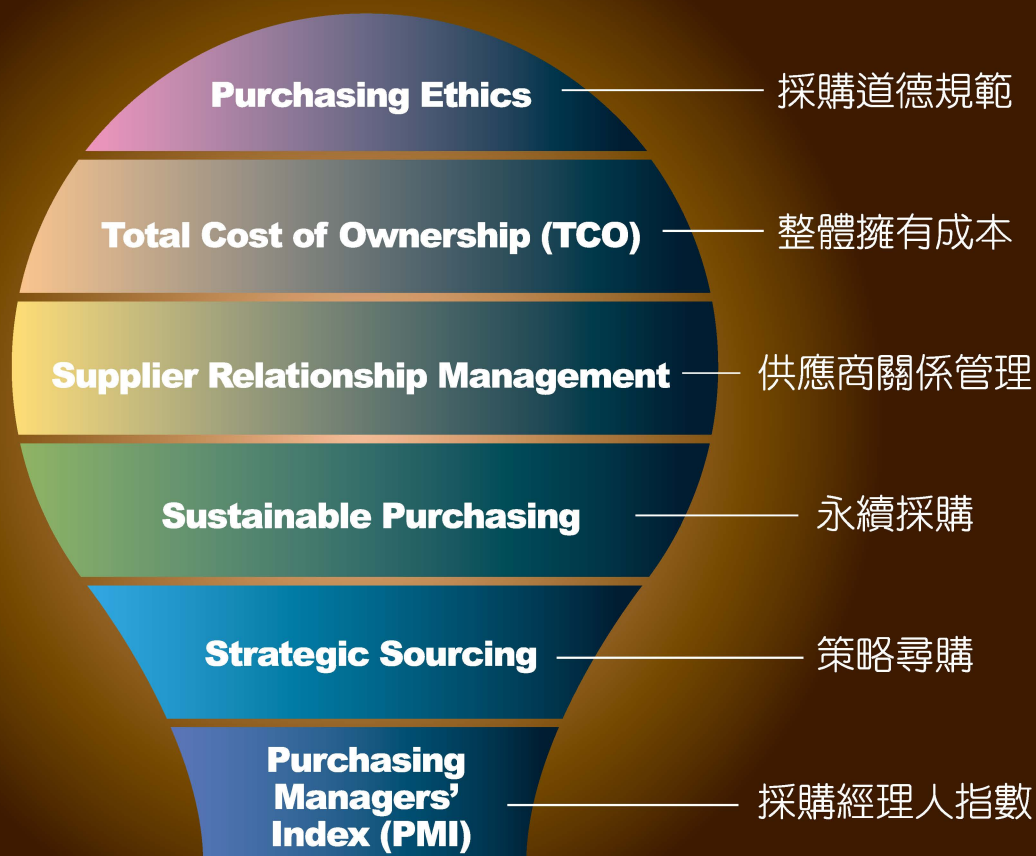 Purchasing Ethics
採購道德規範
Total Cost of Ownership (TCO)
整體擁有成本
Supplier Relationship Management
供應商關係管理
Sustainable Purchasing
永續採購
Strategic Sourcing
策略尋購
Purchasing
Managers’
Index (PMI)
採購經理人指數